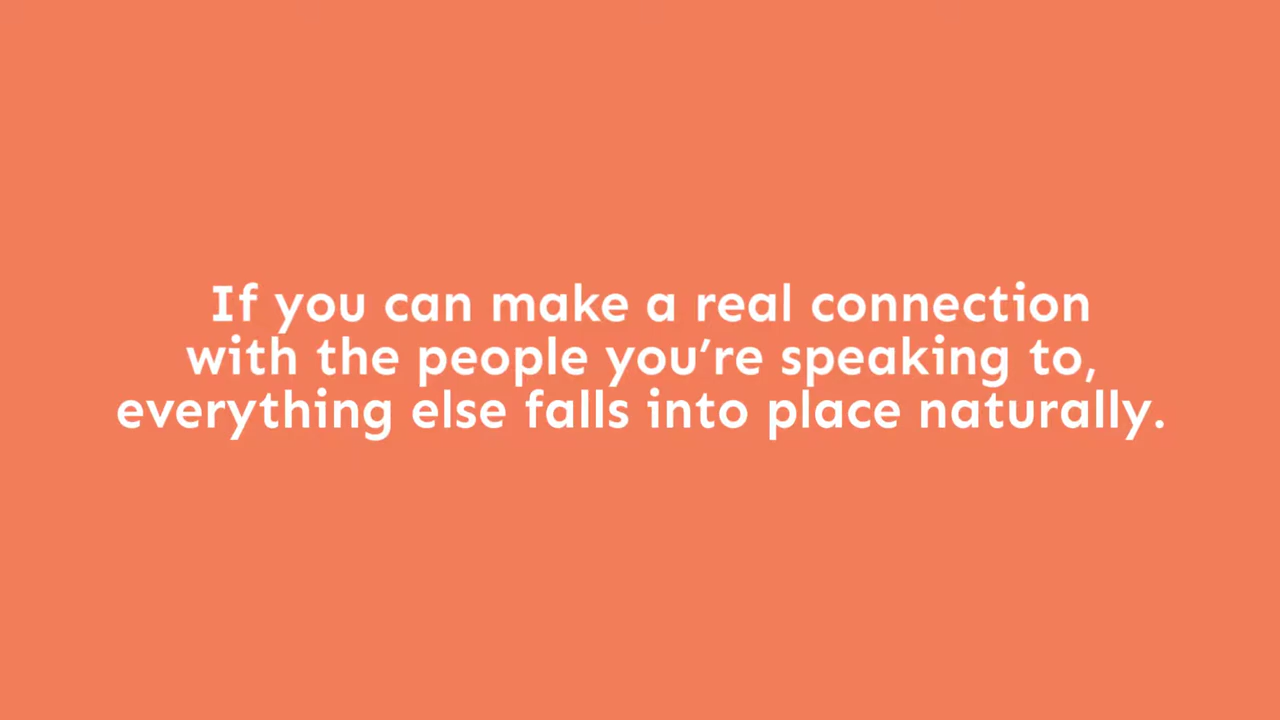 If you can make a real connection
with the people you’re speaking to,
everything else falls into place naturally.